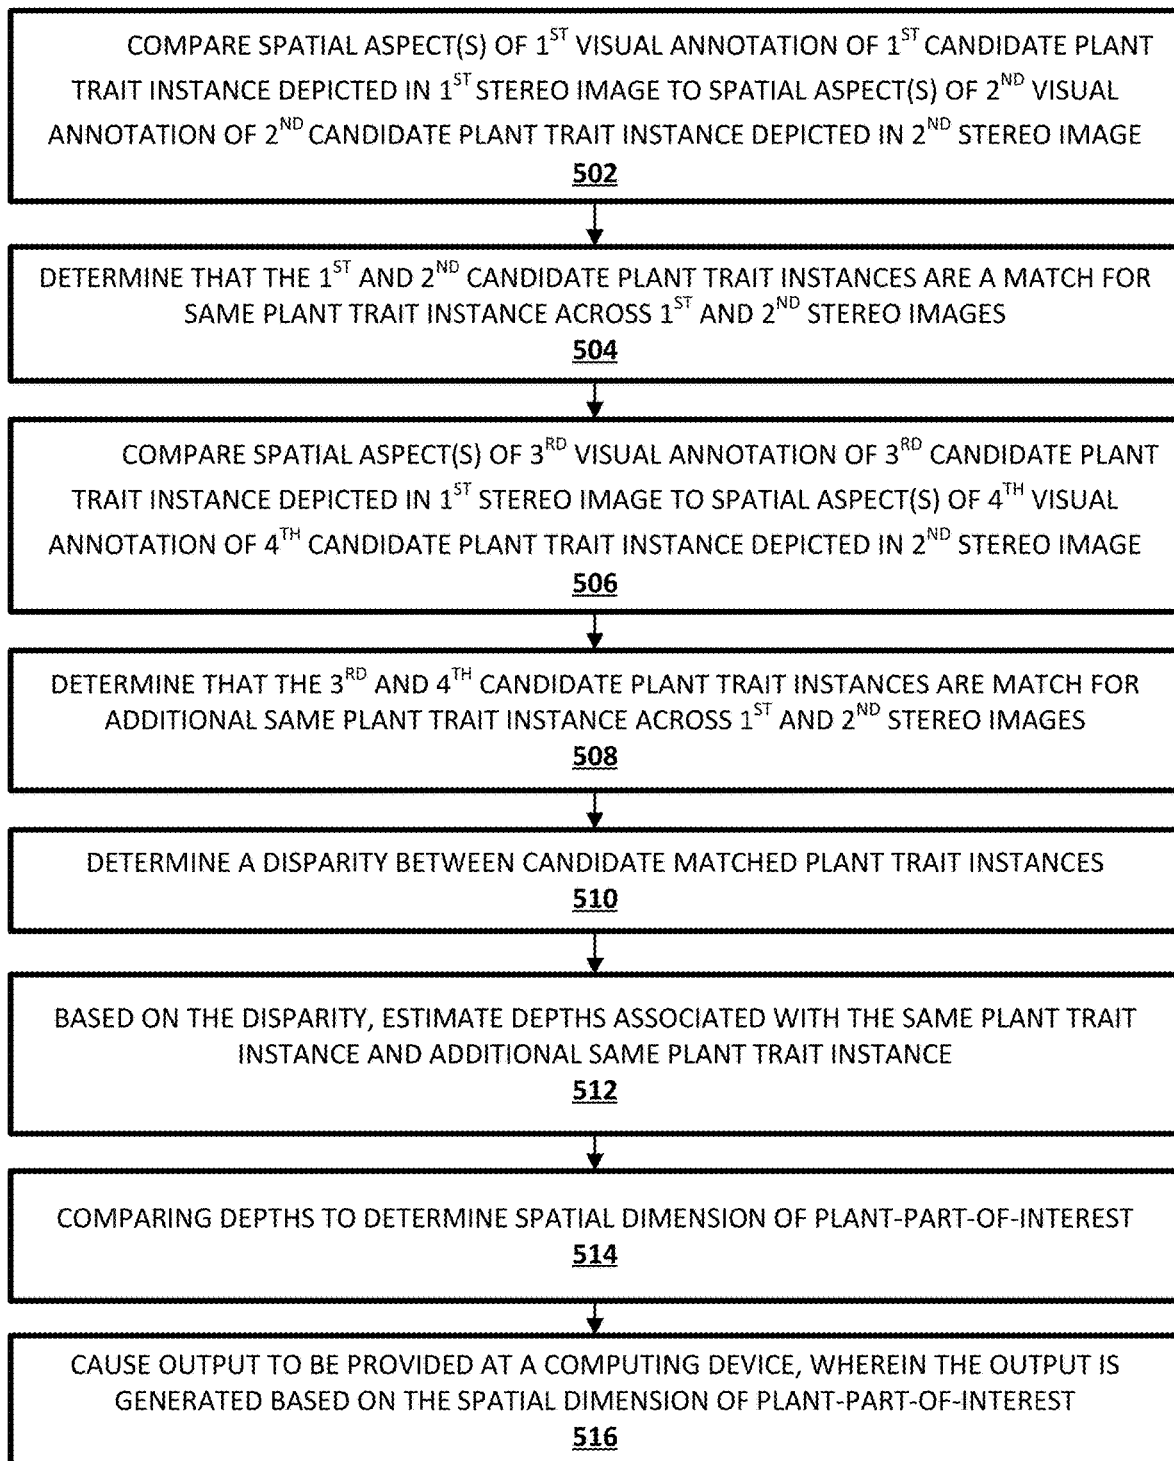 COMPARE SPATIAL ASPECT(S) OF 1ST VISUAL ANNOTATION OF 1ST CANDIDATE PLANT
TRAIT INSTANCE DEPICTED IN 1ST STEREO IMAGE TO SPATIAL ASPECT(S) OF 2ND VISUAL
ANNOTATION OF 2ND CANDIDATE PLANT TRAIT INSTANCE DEPICTED IN 2ND STEREO IMAGE
502
DETERMINE THAT THE 1ST AND 2ND CANDIDATE PLANT TRAIT INSTANCES ARE A MATCH FOR
SAME PLANT TRAIT INSTANCE ACROSS 1ST AND 2ND STEREO IMAGES
504
COMPARE SPATIAL ASPECT(S) OF 3RD VISUAL ANNOTATION OF 3RD CANDIDATE PLANT
TRAIT INSTANCE DEPICTED IN 1ST STEREO IMAGE TO SPATIAL ASPECT(S) OF 4TH VISUAL
ANNOTATION OF 4TH CANDIDATE PLANT TRAIT INSTANCE DEPICTED IN 2ND STEREO IMAGE
506
DETERMINE THAT THE 3RD AND 4TH CANDIDATE PLANT TRAIT INSTANCES ARE MATCH FOR
ADDITIONAL SAME PLANT TRAIT INSTANCE ACROSS 1ST AND 2ND STEREO IMAGES
508
DETERMINE A DISPARITY BETWEEN CANDIDATE MATCHED PLANT TRAIT INSTANCES
510
BASED ON THE DISPARITY, ESTIMATE DEPTHS ASSOCIATED WITH THE SAME PLANT TRAIT
INSTANCE AND ADDITIONAL SAME PLANT TRAIT INSTANCE
512
COMPARING DEPTHS TO DETERMINE SPATIAL DIMENSION OF PLANT-PART-OF-INTEREST
514
CAUSE OUTPUT TO BE PROVIDED AT A COMPUTING DEVICE, WHEREIN THE OUTPUT IS
GENERATED BASED ON THE SPATIAL DIMENSION OF PLANT-PART-OF-INTEREST
516